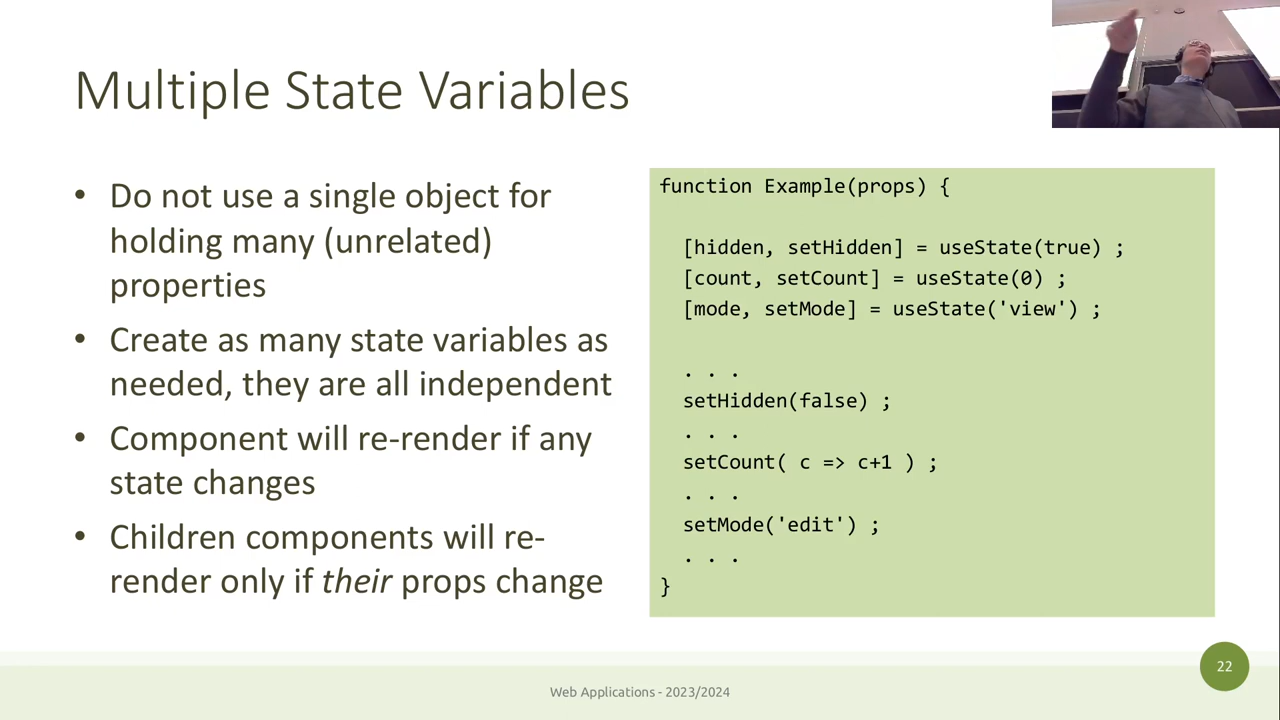 Multiple State Variables
• Do not use a single object for
holding many (unrelated)
properties
• Create as many state variables as
needed, they are all independent
• Component will re-render if any
state changes
• Children components will re-
render only if their props change
function Example(props) {
[hidden, setHidden] = useState(true) ;
[count, setCount] = useState(0) ;
[mode, setMode] = useState('view') ;
. . .
setHidden(false) ;
. . .
setCount( c => c+1 ) ;
. . .
setMode('edit') ;
. . .
}
Web Applications - 2023/2024
22